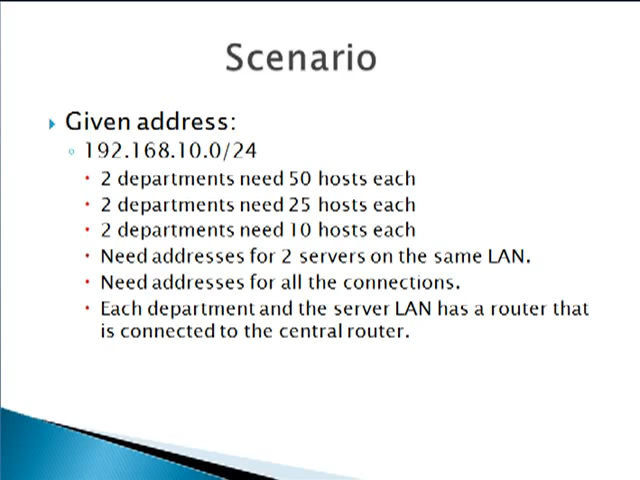 Scenario
Given address:
192.168.10.0/24
2 departments need 50 hosts each
2 departments need 25 hosts each
2 departments need 10 hosts each
Need addresses for 2 servers on the same LAN.
Need addresses for all the connections.
Each department and the server LAN has a router that
is connected to the central router.